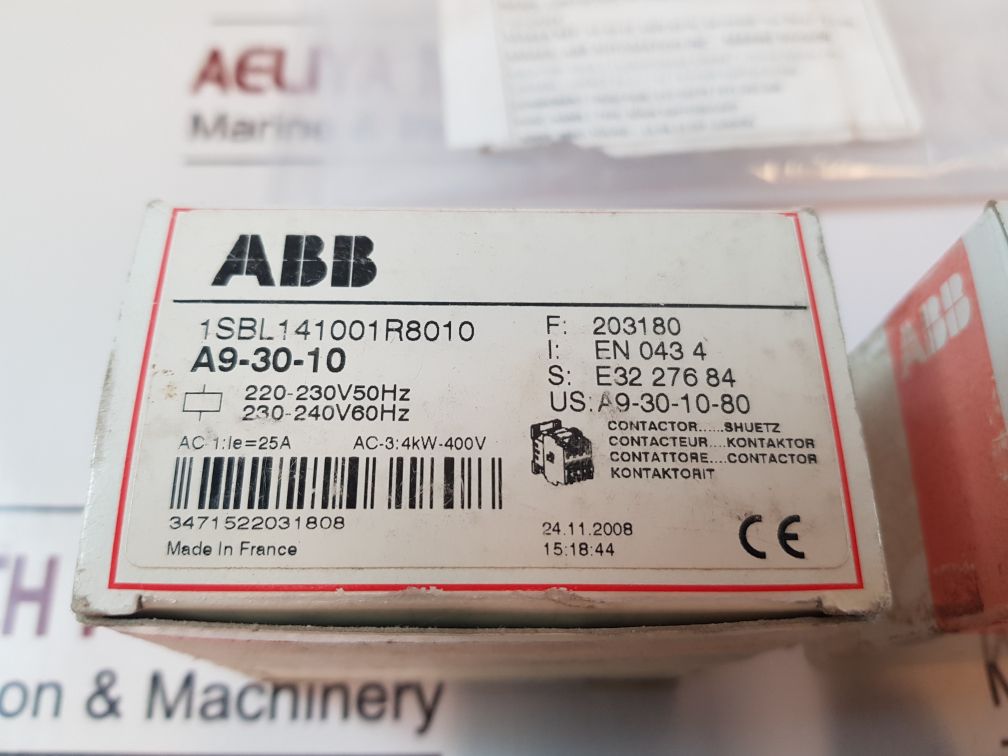 AELIYA
Marine &
ABB
1SBL141001R8010
A9-30-10
220-230V50Hz
230-240V60Hz
AC-1:Ie=25A AC-3:4kW-400V
3471522031808
Made In France
F: 203180
I: EN 043 4
S: E32 276 84
US: A9-30-10-80
CONTACTOR......SHUETZ
CONTACTEUR....KONTAKTOR
CONTATTORE....CONTACTOR
KONTAKTORIT
24.11.2008
15:18:44
CE
ABB
& Machinery